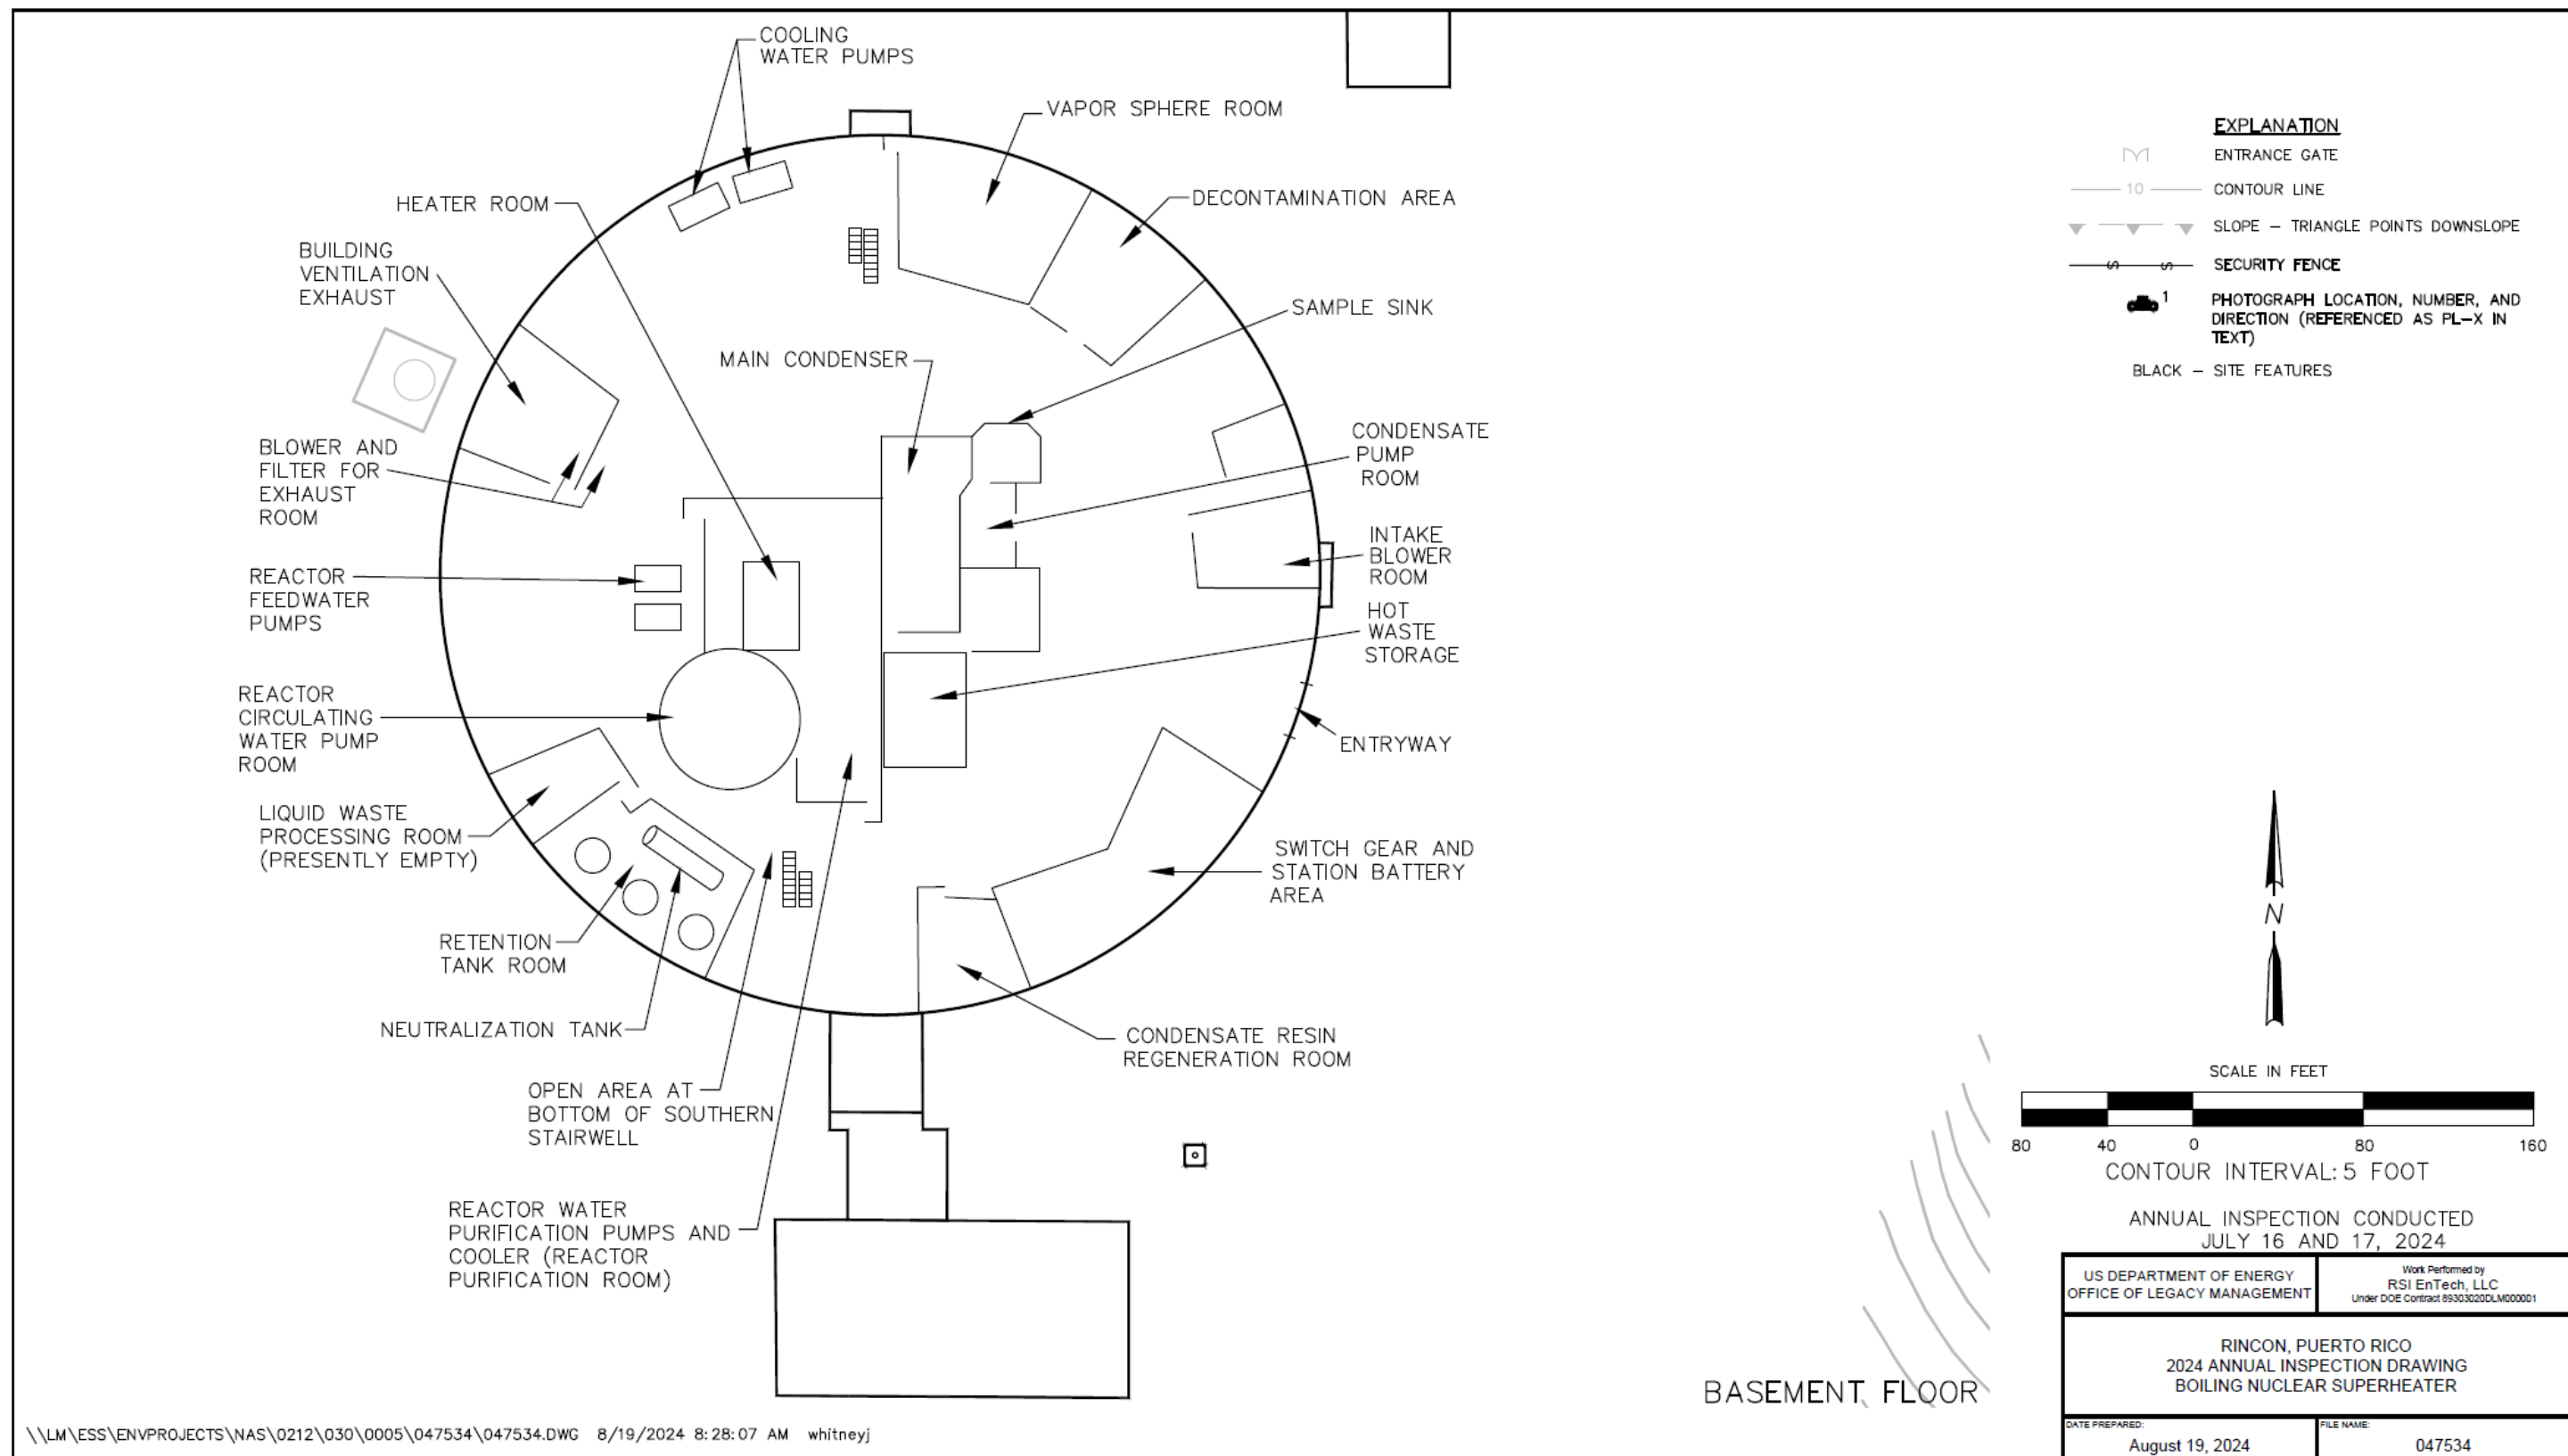 COOLING
WATER PUMPS
VAPOR SPHERE ROOM
HEATER ROOM
DECONTAMINATION AREA
BUILDING
VENTILATION
EXHAUST
SAMPLE SINK
MAIN CONDENSER
BLOWER AND
FILTER FOR
EXHAUST
ROOM
CONDENSATE
PUMP
ROOM
INTAKE
BLOWER
ROOM
REACTOR
FEEDWATER
PUMPS
HOT
WASTE
STORAGE
REACTOR
CIRCULATING
WATER PUMP
ROOM
ENTRYWAY
LIQUID WASTE
PROCESSING ROOM
(PRESENTLY EMPTY)
SWITCH GEAR AND
STATION BATTERY
AREA
RETENTION
TANK ROOM
NEUTRALIZATION TANK
CONDENSATE RESIN
REGENERATION ROOM
OPEN AREA AT
BOTTOM OF SOUTHERN
STAIRWELL
REACTOR WATER
PURIFICATION PUMPS AND
COOLER (REACTOR
PURIFICATION ROOM)
EXPLANATION
ENTRANCE GATE
10 CONTOUR LINE
SLOPE – TRIANGLE POINTS DOWNSLOPE
S S SECURITY FENCE
1 PHOTOGRAPH LOCATION, NUMBER, AND
DIRECTION (REFERENCED AS PL–X IN
TEXT)
BLACK – SITE FEATURES
N
SCALE IN FEET
80 40 0 80 160
CONTOUR INTERVAL: 5 FOOT
ANNUAL INSPECTION CONDUCTED
JULY 16 AND 17, 2024
US DEPARTMENT OF ENERGY
OFFICE OF LEGACY MANAGEMENT
Work Performed by
RSI EnTech, LLC
Under DOE Contract 89303020DLM000001
RINCON, PUERTO RICO
2024 ANNUAL INSPECTION DRAWING
BOILING NUCLEAR SUPERHEATER
DATE PREPARED:
August 19, 2024
FILE NAME:
047534
BASEMENT FLOOR
\\LM\ESS\ENVPROJECTS\NAS\0212\030\0005\047534\047534.DWG 8/19/2024 8:28:07 AM whitneyj